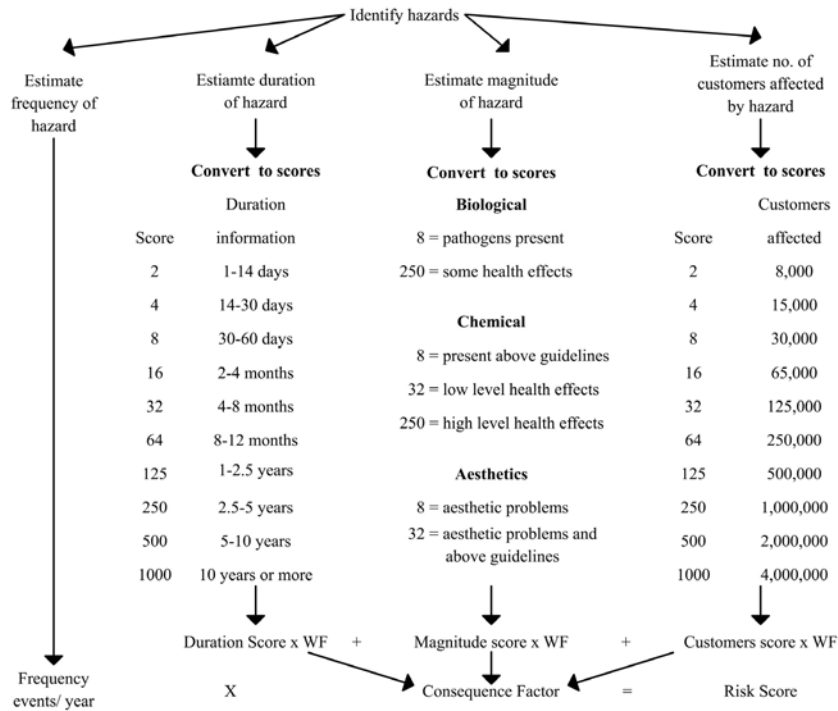 Identify hazards
Estimate
frequency of
hazard
Estiamte duration
of hazard
Estimate magnitude
of hazard
Estimate no. of
customers affected
by hazard
Convert to scores
Duration
Score information
2 1-14 days
4 14-30 days
8 30-60 days
16 2-4 months
32 4-8 months
64 8-12 months
125 1-2.5 years
250 2.5-5 years
500 5-10 years
1000 10 years or more
Convert to scores
Biological
8 = pathogens present
250 = some health effects
Chemical
8 = present above guidelines
32 = low level health effects
250 = high level health effects
Aesthetics
8 = aesthetic problems
32 = aesthetic problems and
above guidelines
Convert to scores
Customers
Score affected
2 8,000
4 15,000
8 30,000
16 65,000
32 125,000
64 250,000
125 500,000
250 1,000,000
500 2,000,000
1000 4,000,000
Duration Score x WF + Magnitude score x WF + Customers score x WF
Frequency
events/ year
X Consequence Factor = Risk Score